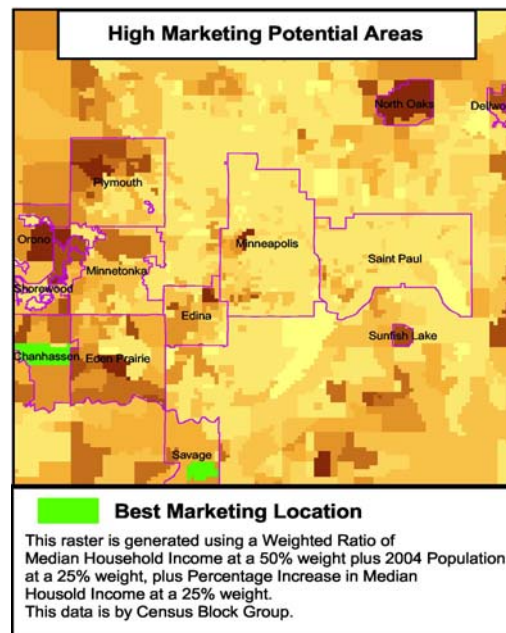 High Marketing Potential Areas
North Oaks
Dellwo
Plymouth
Orono
Minneapolis
Minnetonka
Saint Paul
Shorewood
Edina
Sunfish Lake
Chanhassen
Eden Prairie
Savage
Best Marketing Location
This raster is generated using a Weighted Ratio of
Median Household Income at a 50% weight plus 2004 Population
at a 25% weight, plus Percentage Increase in Median
Housold Income at a 25% weight.
This data is by Census Block Group.